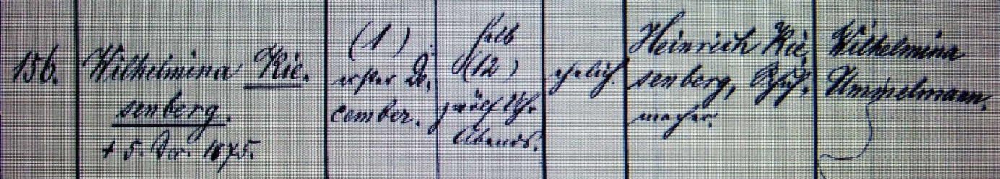 156.
Wilhelmina Rie-
senberg.
† 5. Dec. 1875.
(1)
erster De-
cember.
halb
(12)
zwölf Uhr
Abends.
ehelich.
Heinrich Rie-
senberg, Schuh-
macher.
Wilhelmina
Ummelmann.